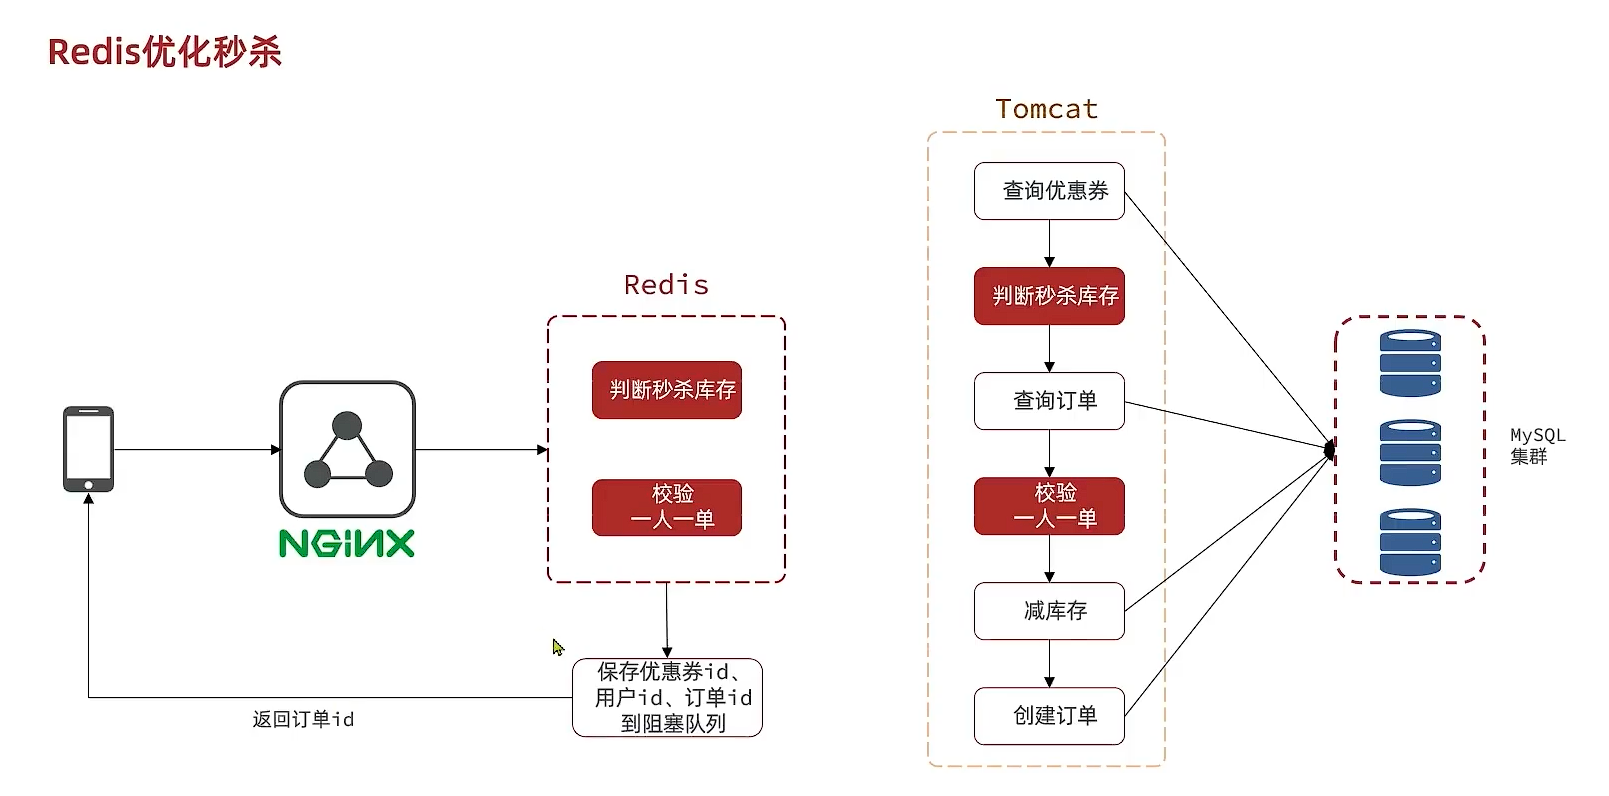 Redis优化秒杀
Tomcat
查询优惠券
判断秒杀库存
查询订单
校验
一人一单
减库存
创建订单
Redis
判断秒杀库存
校验
一人一单
NGINX
保存优惠券id、
用户id、订单id
到阻塞队列
返回订单id
MySQL
集群